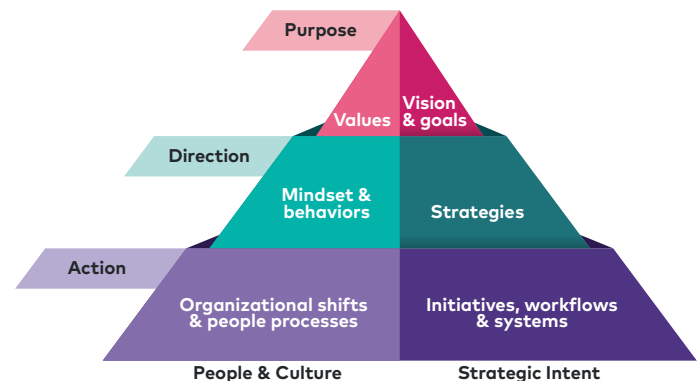 Purpose
Vision
Values & goals
Direction
Mindset &
behaviors
Strategies
Action
Organizational shifts
& people processes
Initiatives, workflows
& systems
People & Culture
Strategic Intent